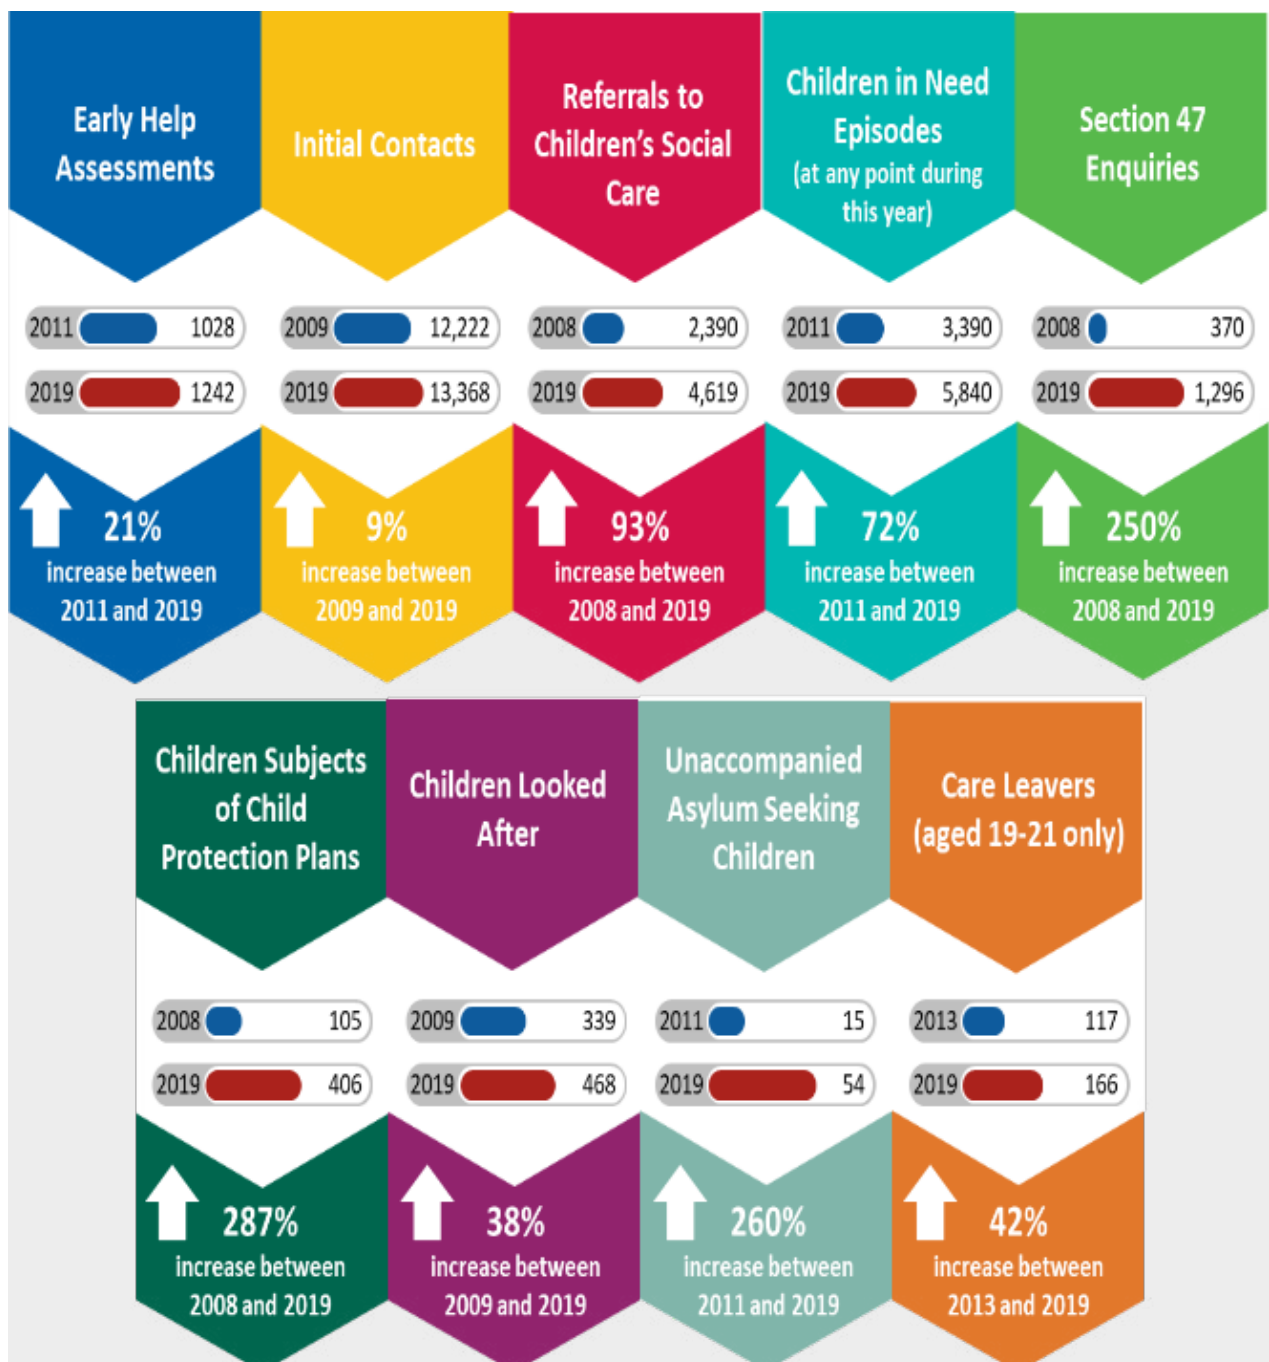 Early Help
Assessments
Initial Contacts
Referrals to
Children's Social
Care
Children in Need
Episodes
(at any point during
this year)
Section 47
Enquiries
2011 1028
2019 1242
2009 12,222
2019 13,368
2008 2,390
2019 4,619
2011 3,390
2019 5,840
2008 370
2019 1,296
21%
increase between
2011 and 2019
9%
increase between
2009 and 2019
93%
increase between
2008 and 2019
72%
increase between
2011 and 2019
250%
increase between
2008 and 2019
Children Subjects
of Child
Protection Plans
Children Looked
After
Unaccompanied
Asylum Seeking
Children
Care Leavers
(aged 19-21 only)
2008 105
2019 406
2009 339
2019 468
2011 15
2019 54
2013 117
2019 166
287%
increase between
2008 and 2019
38%
increase between
2009 and 2019
260%
increase between
2011 and 2019
42%
increase between
2013 and 2019